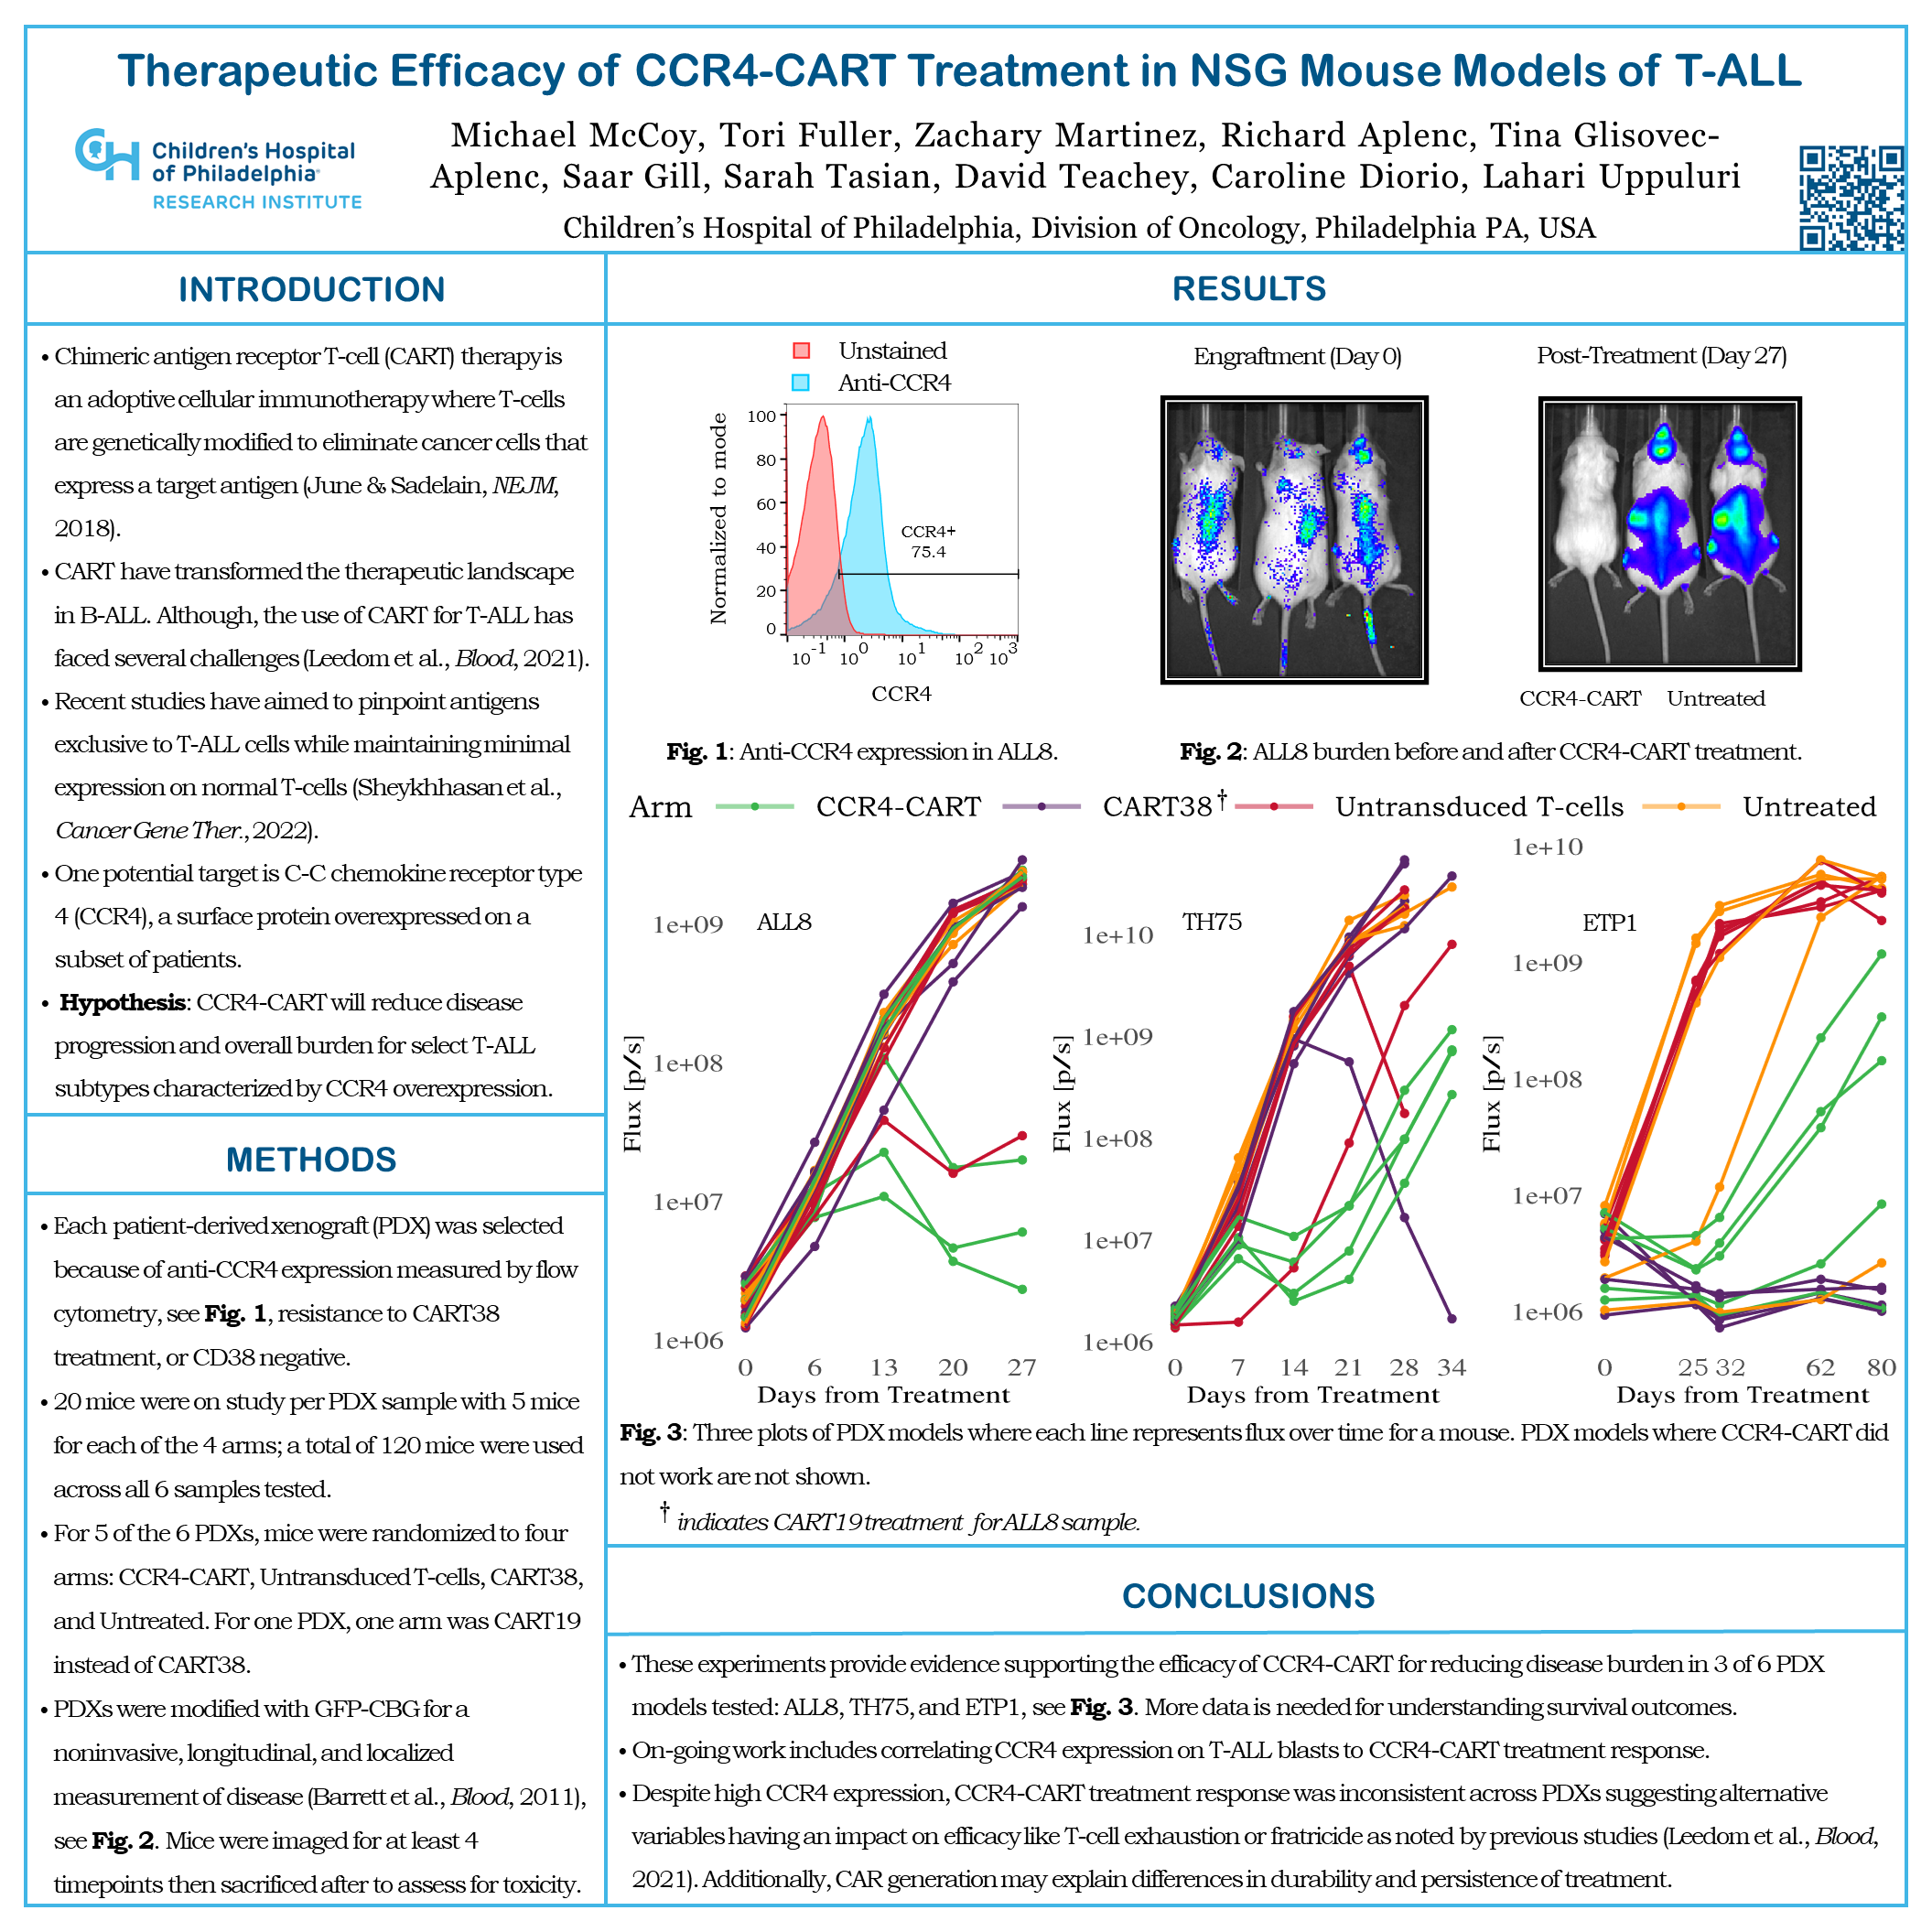 Therapeutic Efficacy of CCR4-CART Treatment in NSG Mouse Models of T-ALL
Children's Hospital
of Philadelphia®
RESEARCH INSTITUTE
Michael McCoy, Tori Fuller, Zachary Martinez, Richard Aplenc, Tina Glisovec-
Aplenc, Saar Gill, Sarah Tasian, David Teachey, Caroline Diorio, Lahari Uppuluri
Children's Hospital of Philadelphia, Division of Oncology, Philadelphia PA, USA
INTRODUCTION
• Chimeric antigen receptor T-cell (CART) therapy is
an adoptive cellular immunotherapy where T-cells
are genetically modified to eliminate cancer cells that
express a target antigen (June & Sadelain, NEJM,
2018).
• CART have transformed the therapeutic landscape
in B-ALL. Although, the use of CART for T-ALL has
faced several challenges (Leedom et al., Blood, 2021).
• Recent studies have aimed to pinpoint antigens
exclusive to T-ALL cells while maintaining minimal
expression on normal T-cells (Sheykhhasan et al.,
Cancer Gene Ther., 2022).
• One potential target is C-C chemokine receptor type
4 (CCR4), a surface protein overexpressed on a
subset of patients.
• Hypothesis: CCR4-CART will reduce disease
progression and overall burden for select T-ALL
subtypes characterized by CCR4 overexpression.
METHODS
• Each patient-derived xenograft (PDX) was selected
because of anti-CCR4 expression measured by flow
cytometry, see Fig. 1, resistance to CART38
treatment, or CD38 negative.
• 20 mice were on study per PDX sample with 5 mice
for each of the 4 arms; a total of 120 mice were used
across all 6 samples tested.
• For 5 of the 6 PDXs, mice were randomized to four
arms: CCR4-CART, Untransduced T-cells, CART38,
and Untreated. For one PDX, one arm was CART19
instead of CART38.
• PDXs were modified with GFP-CBG for a
noninvasive, longitudinal, and localized
measurement of disease (Barrett et al., Blood, 2011),
see Fig. 2. Mice were imaged for at least 4
timepoints then sacrificed after to assess for toxicity.
RESULTS
Unstained
Anti-CCR4
Normalized to mode
100
80
60
40
20
0
CCR4+
75.4
10-1 100 101 102 103
CCR4
Fig. 1: Anti-CCR4 expression in ALL8.
Engraftment (Day 0)
Post-Treatment (Day 27)
CCR4-CART Untreated
Fig. 2: ALL8 burden before and after CCR4-CART treatment.
Arm CCR4-CART CART38† Untransduced T-cells Untreated
ALL8
Flux [p/s]
1e+09
1e+08
1e+07
1e+06
0 6 13 20 27
Days from Treatment
TH75
Flux [p/s]
1e+10
1e+09
1e+08
1e+07
1e+06
0 7 14 21 28 34
Days from Treatment
ETP1
Flux [p/s]
1e+10
1e+09
1e+08
1e+07
1e+06
0 25 32 62 80
Days from Treatment
Fig. 3: Three plots of PDX models where each line represents flux over time for a mouse. PDX models where CCR4-CART did
not work are not shown.
† indicates CART19 treatment for ALL8 sample.
CONCLUSIONS
• These experiments provide evidence supporting the efficacy of CCR4-CART for reducing disease burden in 3 of 6 PDX
models tested: ALL8, TH75, and ETP1, see Fig. 3. More data is needed for understanding survival outcomes.
• On-going work includes correlating CCR4 expression on T-ALL blasts to CCR4-CART treatment response.
• Despite high CCR4 expression, CCR4-CART treatment response was inconsistent across PDXs suggesting alternative
variables having an impact on efficacy like T-cell exhaustion or fratricide as noted by previous studies (Leedom et al., Blood,
2021). Additionally, CAR generation may explain differences in durability and persistence of treatment.